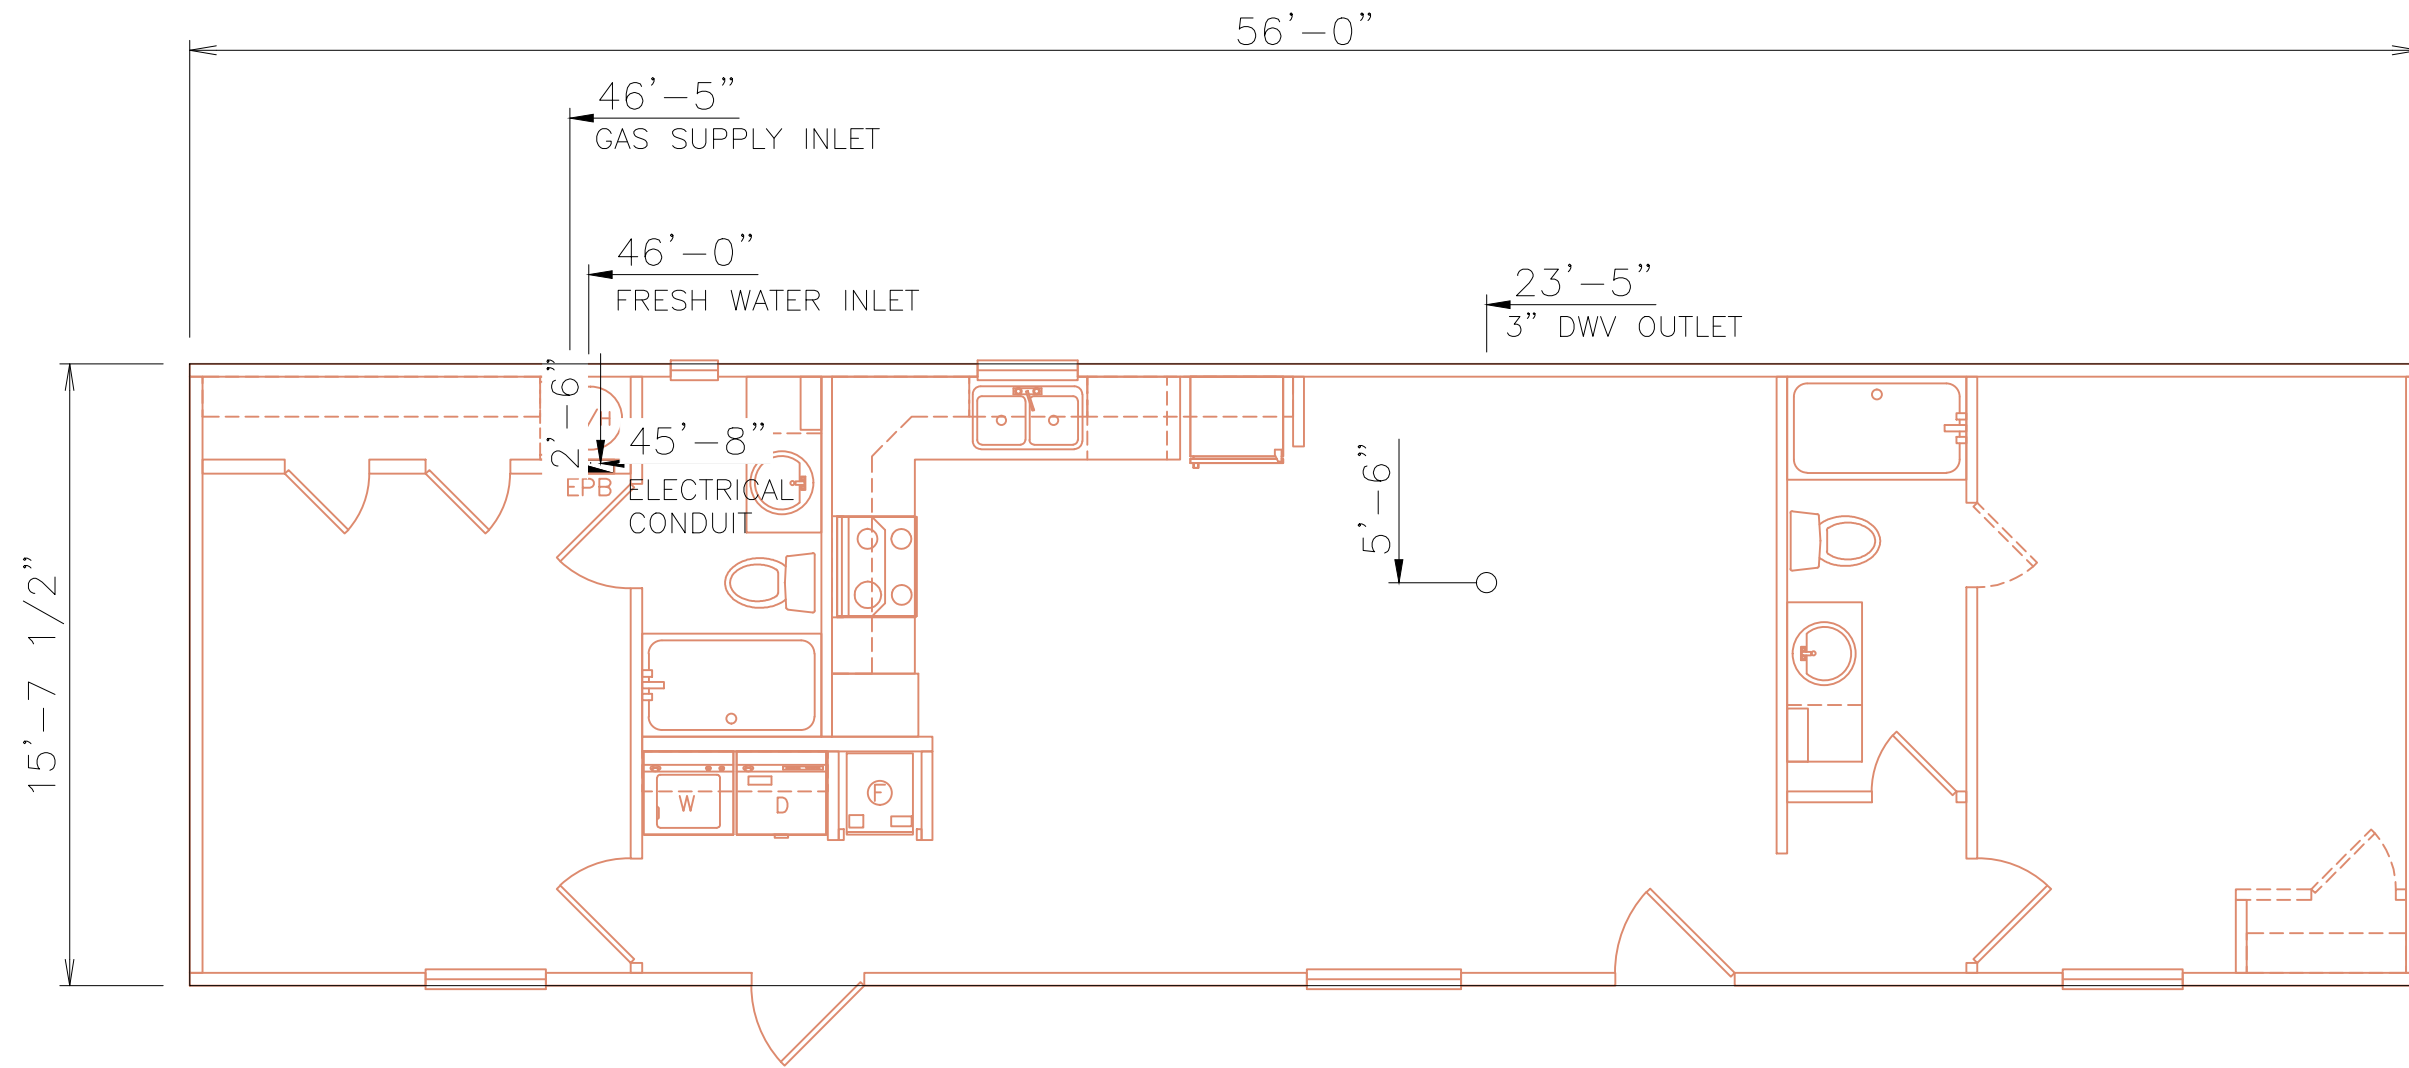 56'-0"
46'-5"
GAS SUPPLY INLET
46'-0"
FRESH WATER INLET
23'-5"
3" DWV OUTLET
2'-6"
45'-8"
EPB
ELECTRICAL
CONDUIT
5'-6"
15'-7 1/2"
W
D
F